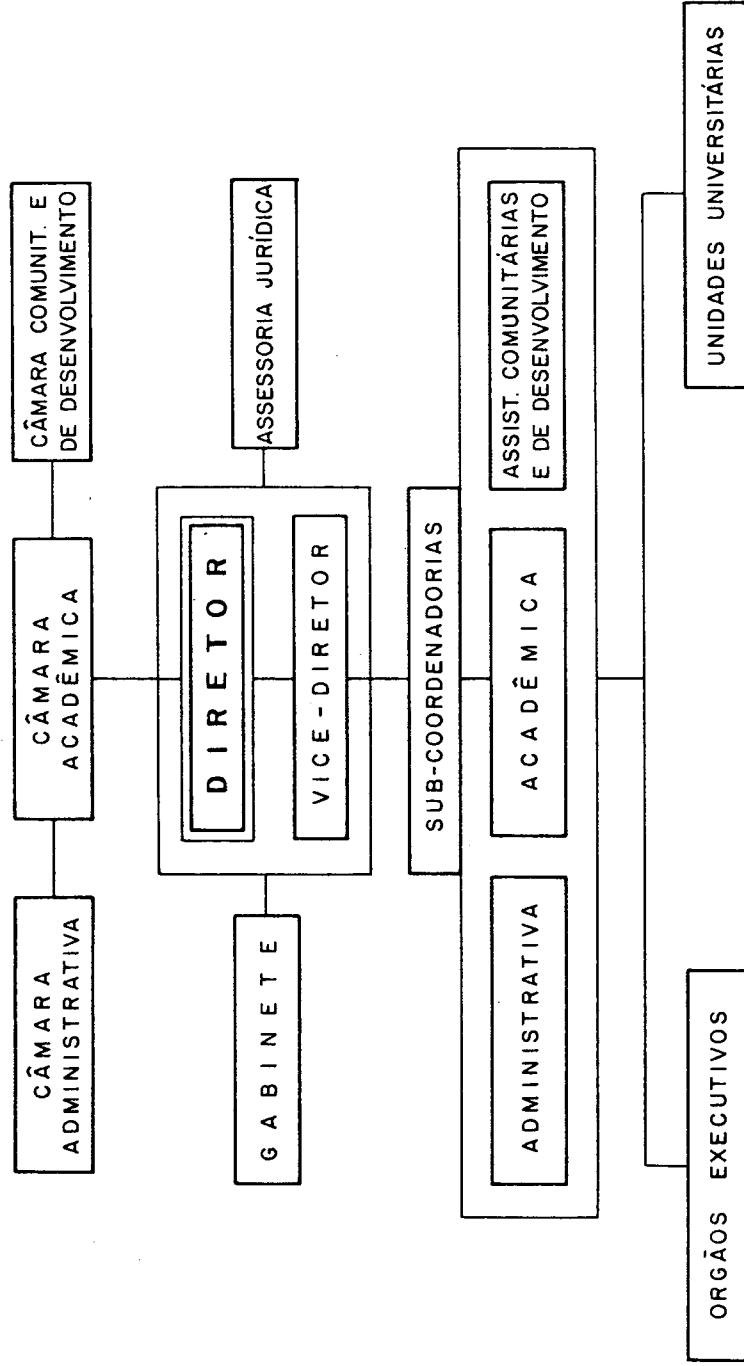 CÂMARA
ADMINISTRATIVA
CÂMARA
ACADÊMICA
CÂMARA COMUNIT. E
DE DESENVOLVIMENTO
GABINETE
DIRETOR
VICE-DIRETOR
ASSESSORIA JURÍDICA
SUB-COORDENADORIAS
ADMINISTRATIVA
ACADÊMICA
ASSIST. COMUNITÁRIAS
E DE DESENVOLVIMENTO
ORGÃOS EXECUTIVOS
UNIDADES UNIVERSITÁRIAS